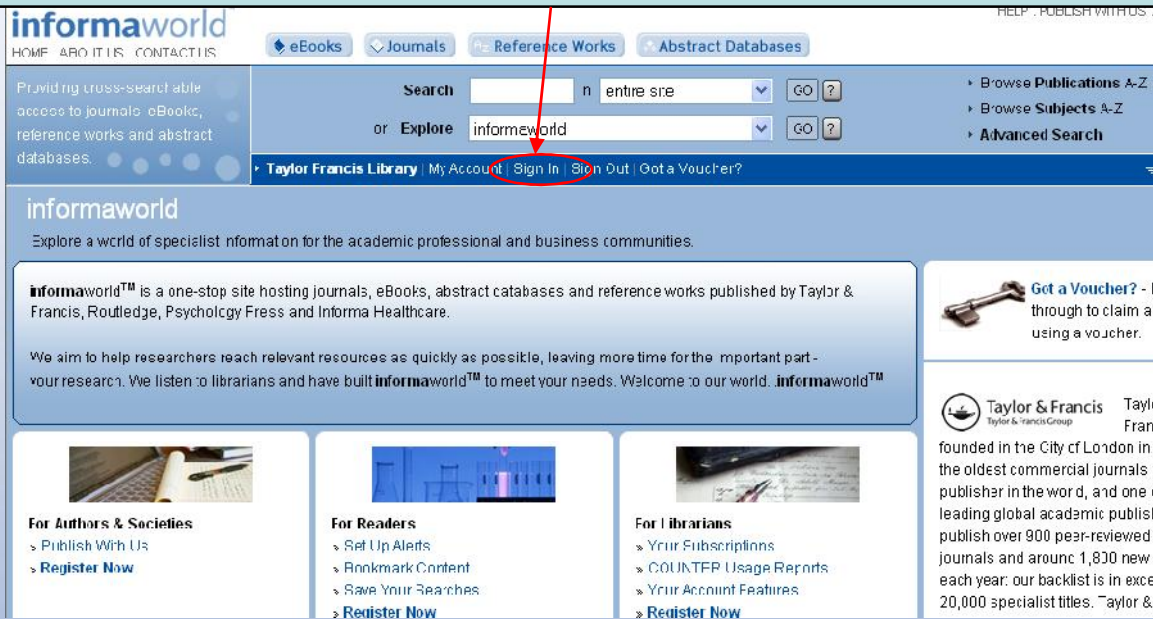 HELP . PUBLISH WITH US .
informaworld
HOME ABOUT US CONTACT US
eBooks
Journals
Reference Works
Abstract Databases
Providing cross-searchable
access to journals, eBooks,
reference works and abstract
databases.
Search
n entire site
GO ?
or Explore
informaworld
GO ?
Browse Publications A-Z
Browse Subjects A-Z
Advanced Search
Taylor Francis Library | My Account | Sign In | Sign Out | Got a Voucher?
informaworld
Explore a world of specialist information for the academic professional and business communities.
informaworld™ is a one-stop site hosting journals, eBooks, abstract databases and reference works published by Taylor &
Francis, Routledge, Psychology Press and Informa Healthcare.
We aim to help researchers reach relevant resources as quickly as possible, leaving more time for the important part -
your research. We listen to librarians and have built informaworld™ to meet your needs. Welcome to our world. .informaworld™
Got a Voucher? -
through to claim a
using a voucher.
Taylor & Francis
Taylor & Francis Group
founded in the City of London in
the oldest commercial journals
publisher in the world, and one
leading global academic
publish over 900 peer-reviewed
journals and around 1,800 new
each year: our backlist is in
20,000 specialist titles. Taylor &
For Authors & Societies
» Publish With Us
» Register Now
For Readers
» Set Up Alerts
» Bookmark Content
» Save Your Searches
» Register Now
For Librarians
» Your Subscriptions
» COUNTER Usage Reports
» Your Account Features
» Register Now